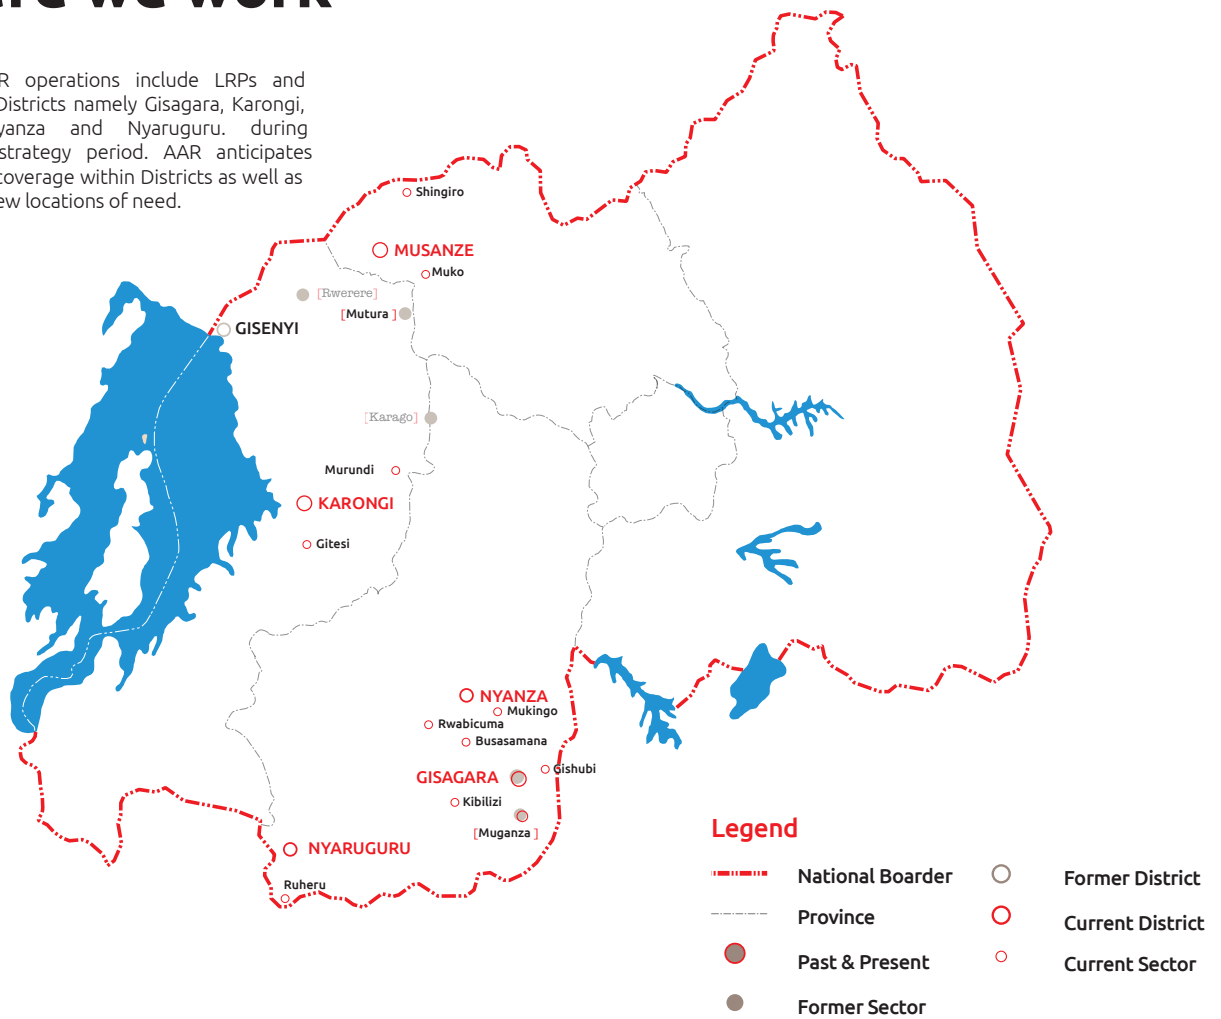 we work
R operations include LRPs and
Districts namely Gisagara, Karongi,
yanza and Nyaruguru. during
strategy period. AAR anticipates
coverage within Districts as well as
ew locations of need.
Shingiro
MUSANZE
Muko
[Rwerere]
[Mutura ]
GISENYI
[Karago]
Murundi
KARONGI
Gitesi
NYANZA
Mukingo
Rwabicuma
Busasamana
Gishubi
GISAGARA
Kibilizi
[Muganza ]
NYARUGURU
Ruheru
Legend
National Boarder
Province
Past & Present
Former Sector
Former District
Current District
Current Sector